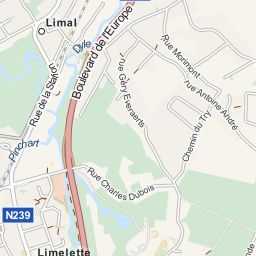 Limal
Dyle
Boulevard de l'Europe
Rue de la Station
rue Géry Everaerts
Rue Morimont
rue Antoine André
Chemin du Try
Pinchart
Rue Charles Dubois
N239
Limelette